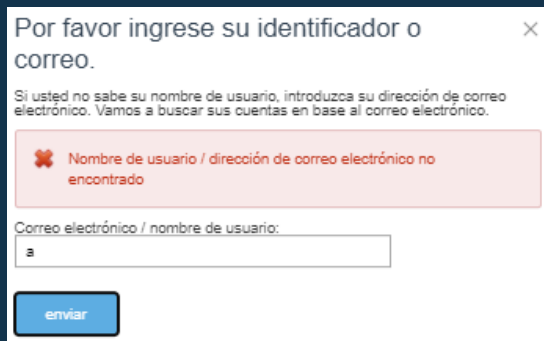 Por favor ingrese su identificador o
correo.
Si usted no sabe su nombre de usuario, introduzca su dirección de correo
electrónico. Vamos a buscar sus cuentas en base al correo electrónico.
Nombre de usuario / dirección de correo electrónico no
encontrado
Correo electrónico / nombre de usuario:
a
enviar